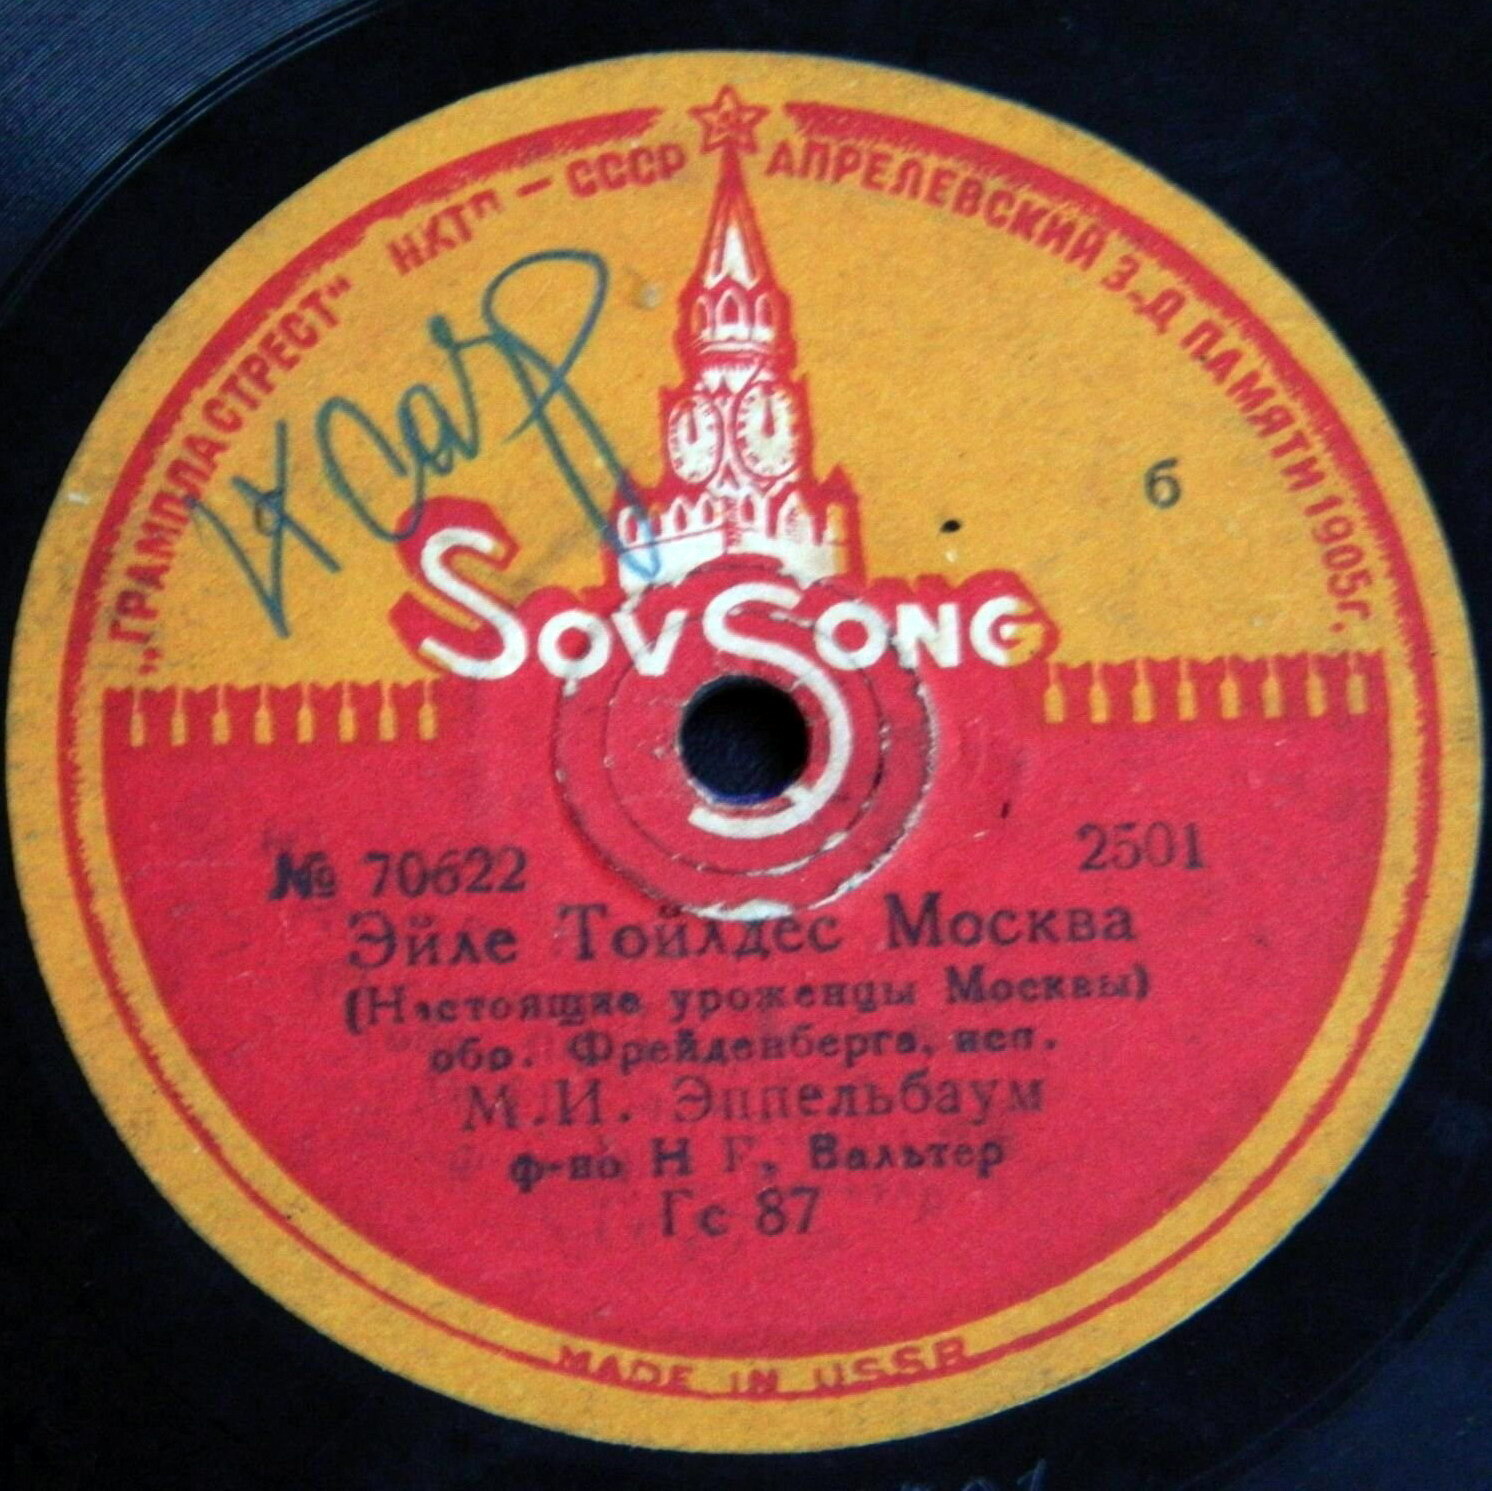 „ГРАМПЛАСТРЕСТ“ НКТП – СССР АПРЕЛЕВСКИЙ З-Д ПАМЯТИ 1905г.
б
SovSong
№ 70622 2501
Эйле Тойлдес Москва
(Настоящие уроженцы Москвы)
обр. Фрейденберга, исп.
М.И. Эппельбаум
ф-но Н Г. Вальтер
Гс 87
MADE IN USSR